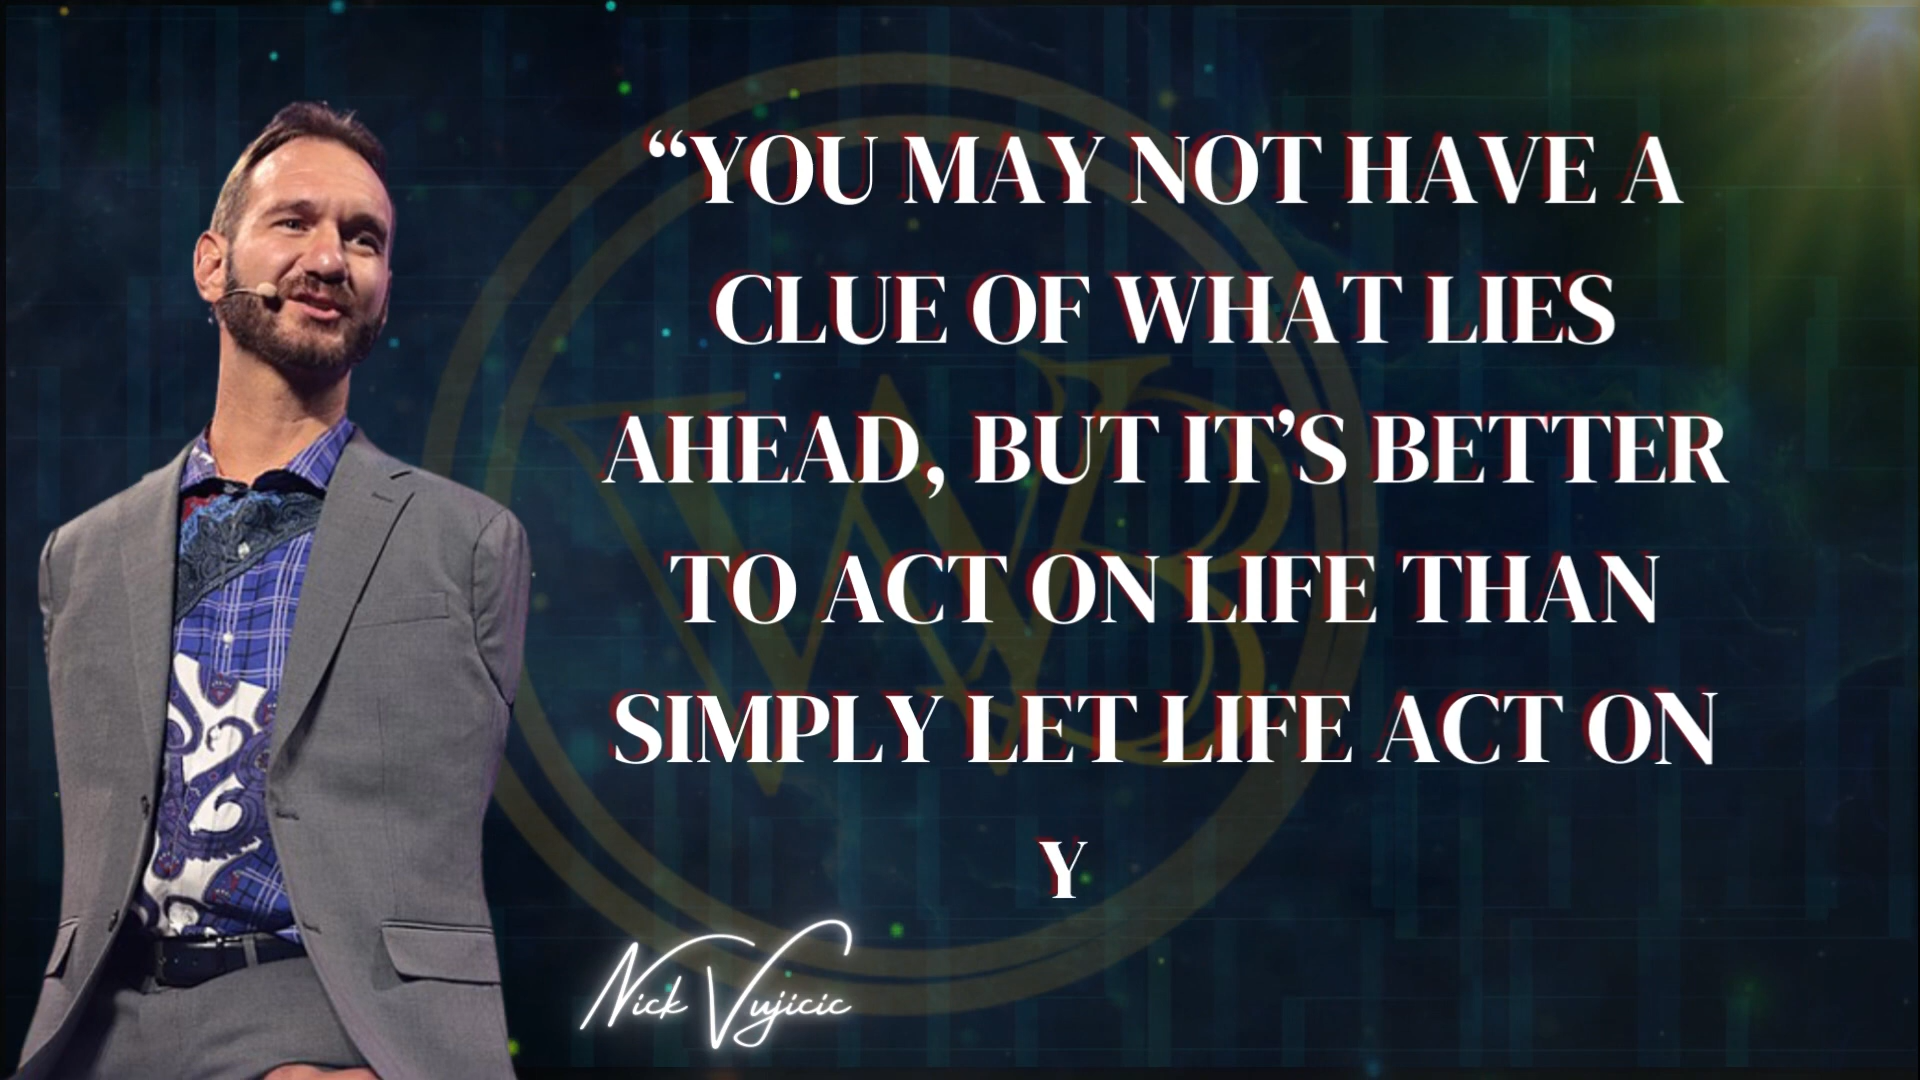 “YOU MAY NOT HAVE A
CLUE OF WHAT LIES
AHEAD, BUT IT’S BETTER
TO ACT ON LIFE THAN
SIMPLY LET LIFE ACT ON
Y
Nick Vujicic
WB